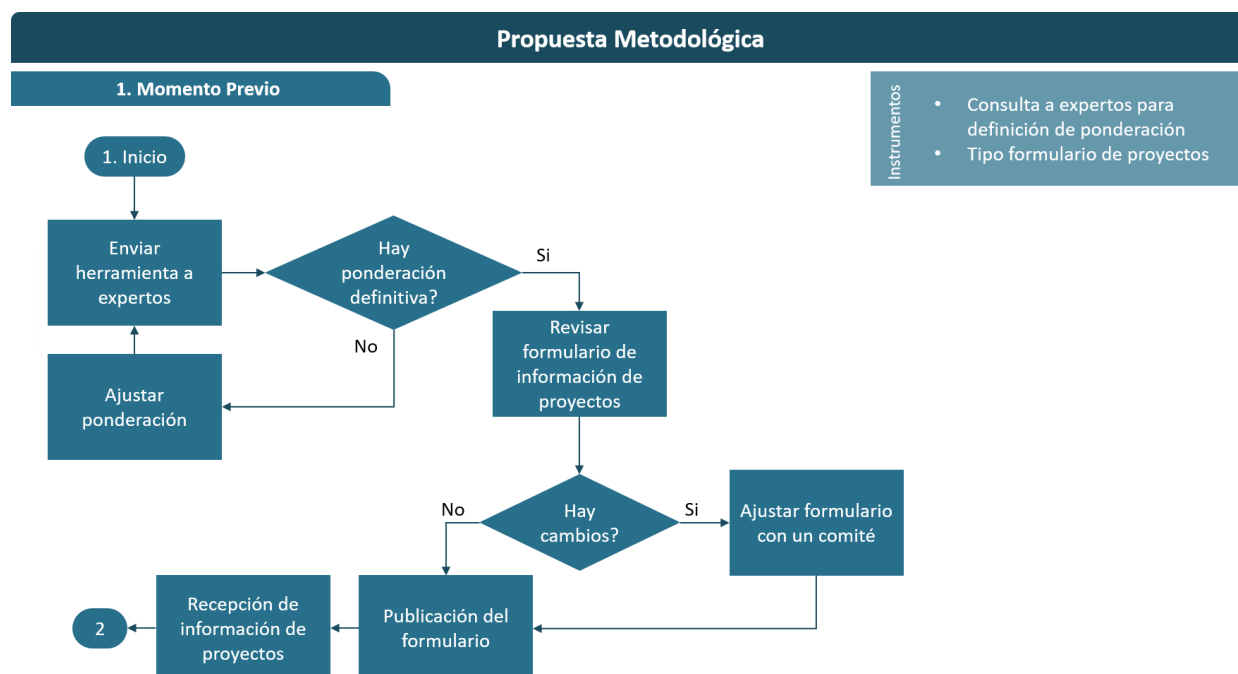 Propuesta Metodológica
1. Momento Previo
Instrumentos
• Consulta a expertos para
definición de ponderación
• Tipo formulario de proyectos
1. Inicio
Enviar
herramienta a
expertos
Hay
ponderación
definitiva?
Si
No
Ajustar
ponderación
Revisar
formulario de
información de
proyectos
Hay
cambios?
No
Si
Ajustar formulario
con un comité
Publicación del
formulario
Recepción de
información de
proyectos
2